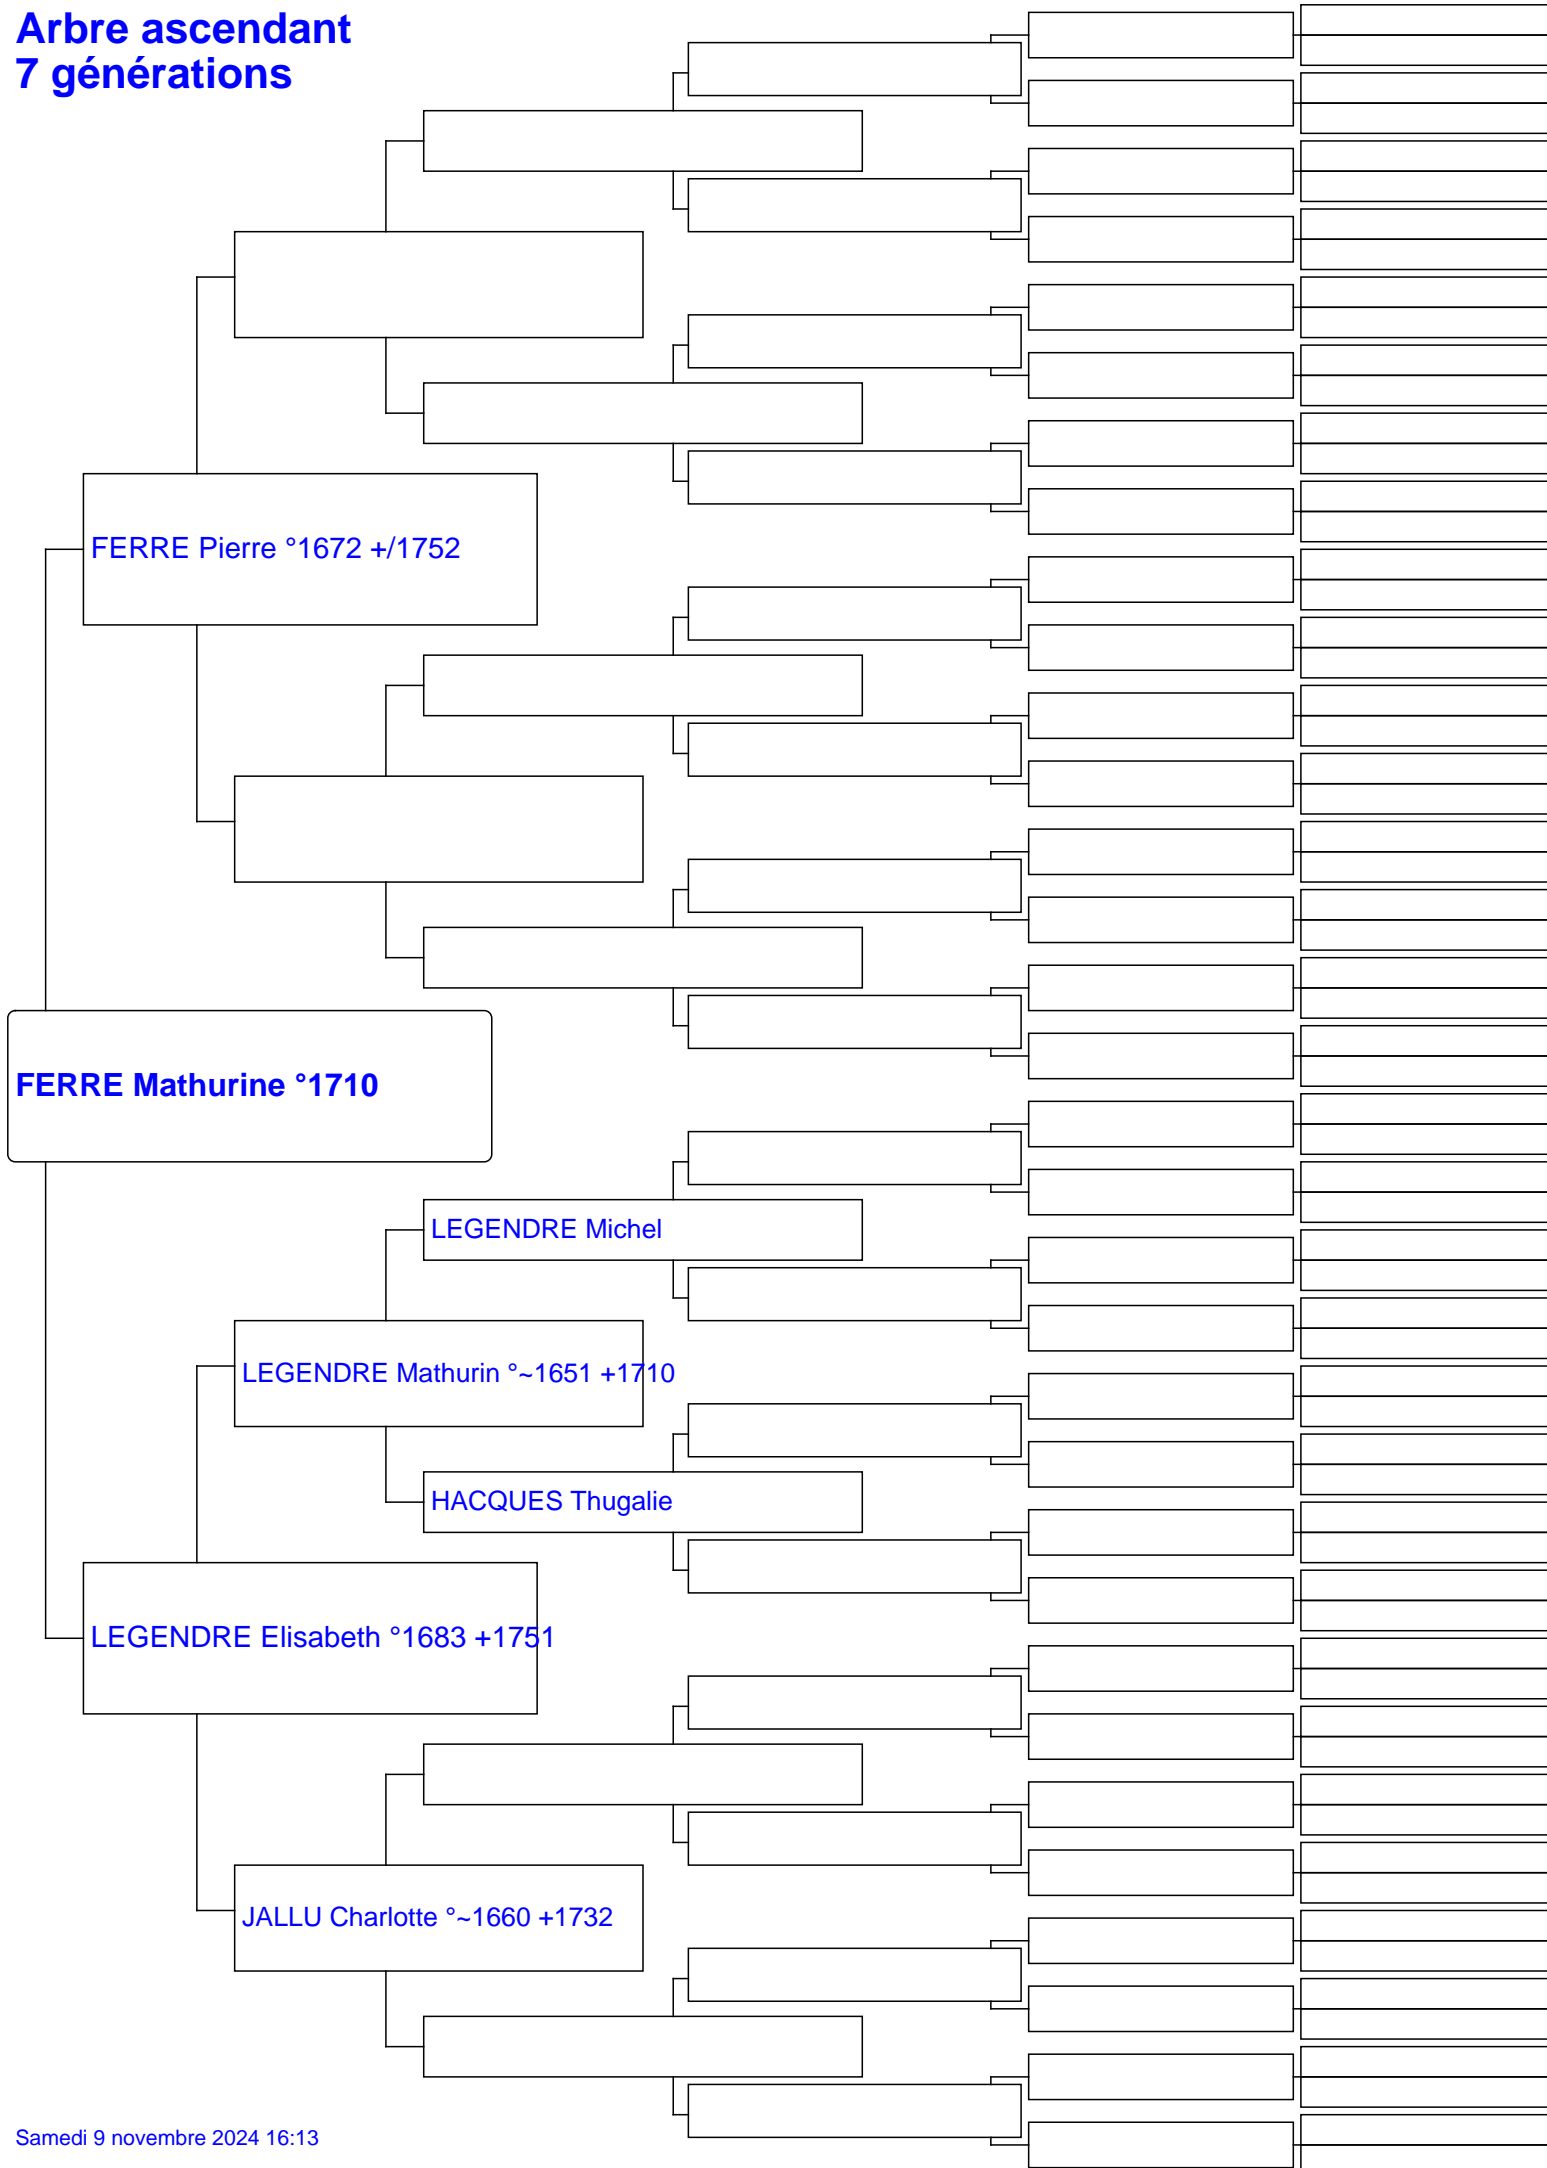 Arbre ascendant
7 générations
FERRE Pierre °1672 +/1752
FERRE Mathurine °1710
LEGENDRE Michel
LEGENDRE Mathurin °~1651 +1710
HACQUES Thugalie
LEGENDRE Elisabeth °1683 +1751
JALLU Charlotte °~1660 +1732
Samedi 9 novembre 2024 16:13